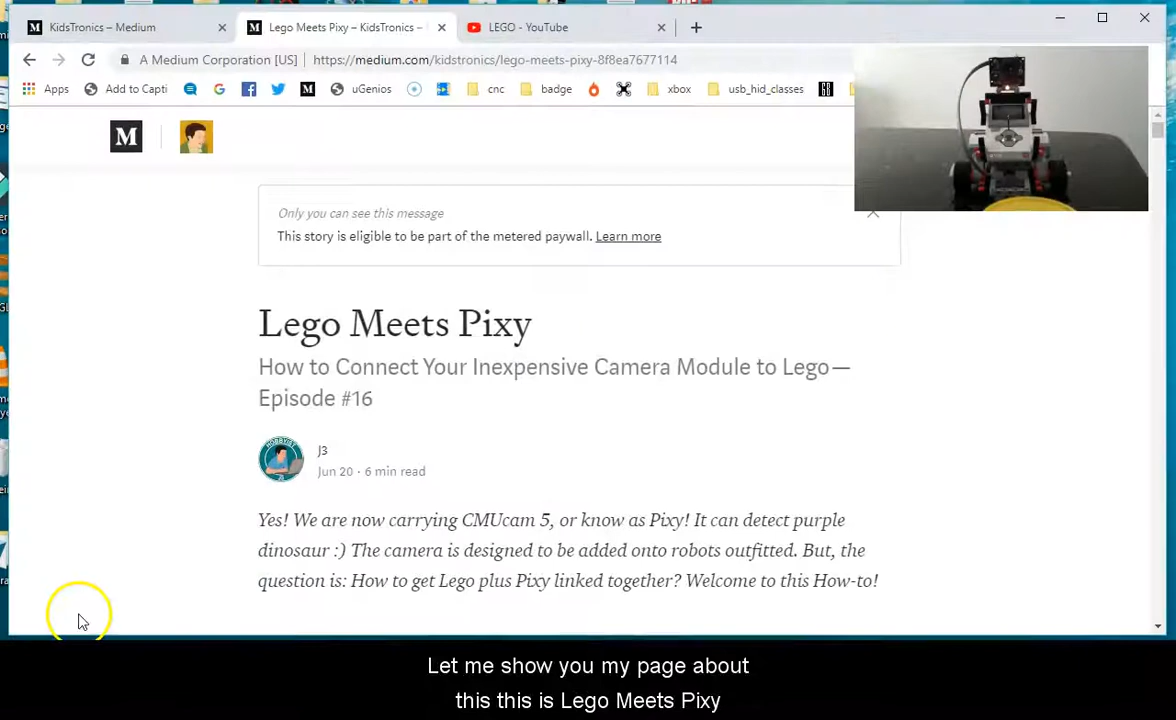 KidsTronics – Medium
Lego Meets Pixy – KidsTronics –
LEGO - YouTube
A Medium Corporation [US]
https://medium.com/kidstronics/lego-meets-pixy-8f8ea7677114
Apps
Add to Capti
uGenios
cnc
badge
xbox
usb_hid_classes
M
Only you can see this message
This story is eligible to be part of the metered paywall. Learn more
Lego Meets Pixy
How to Connect Your Inexpensive Camera Module to Lego—
Episode #16
J3
Jun 20 · 6 min read
Yes! We are now carrying CMUcam 5, or know as Pixy! It can detect purple
dinosaur :) The camera is designed to be added onto robots outfitted. But, the
question is: How to get Lego plus Pixy linked together? Welcome to this How-to!
Let me show you my page about
this this is Lego Meets Pixy